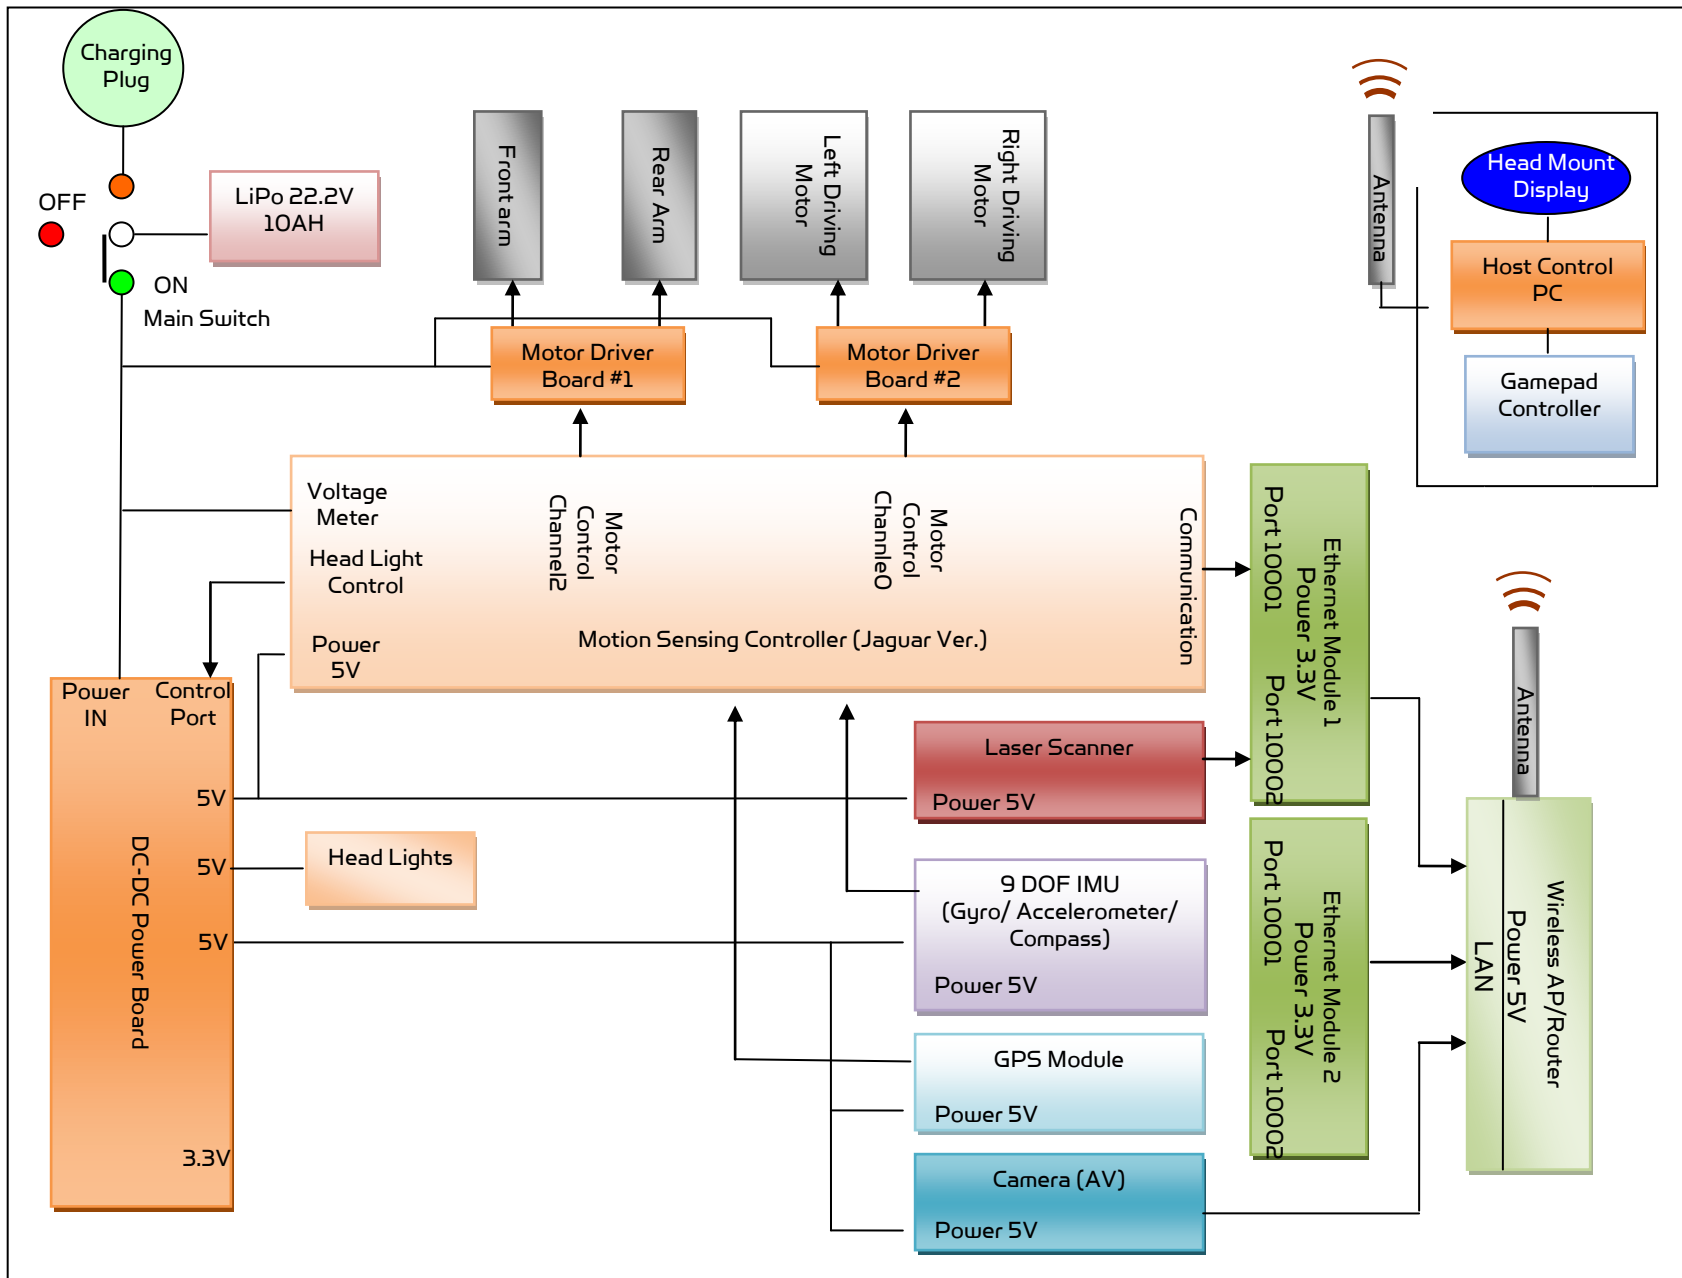 Charging
Plug
OFF
LiPo 22.2V
10AH
ON
Main Switch
Front arm
Rear Arm
Left Driving
Motor
Right Driving
Motor
Antenna
Head Mount
Display
Host Control
PC
Gamepad
Controller
Motor Driver
Board #1
Motor Driver
Board #2
Voltage
Meter
Head Light
Control
Power
5V
Motor
Control
Channel2
Motor
Control
Channle0
Communication
Motion Sensing Controller (Jaguar Ver.)
Ethernet Module 1
Power 3.3V
Port 10001
Port 10002
Antenna
Power
IN
Control
Port
5V
5V
5V
3.3V
DC-DC Power Board
Head Lights
Laser Scanner
Power 5V
9 DOF IMU
(Gyro/ Accelerometer/
Compass)
Power 5V
GPS Module
Power 5V
Camera (AV)
Power 5V
Ethernet Module 2
Power 3.3V
Port 10001
Port 10002
Wireless AP/Router
Power 5V
LAN